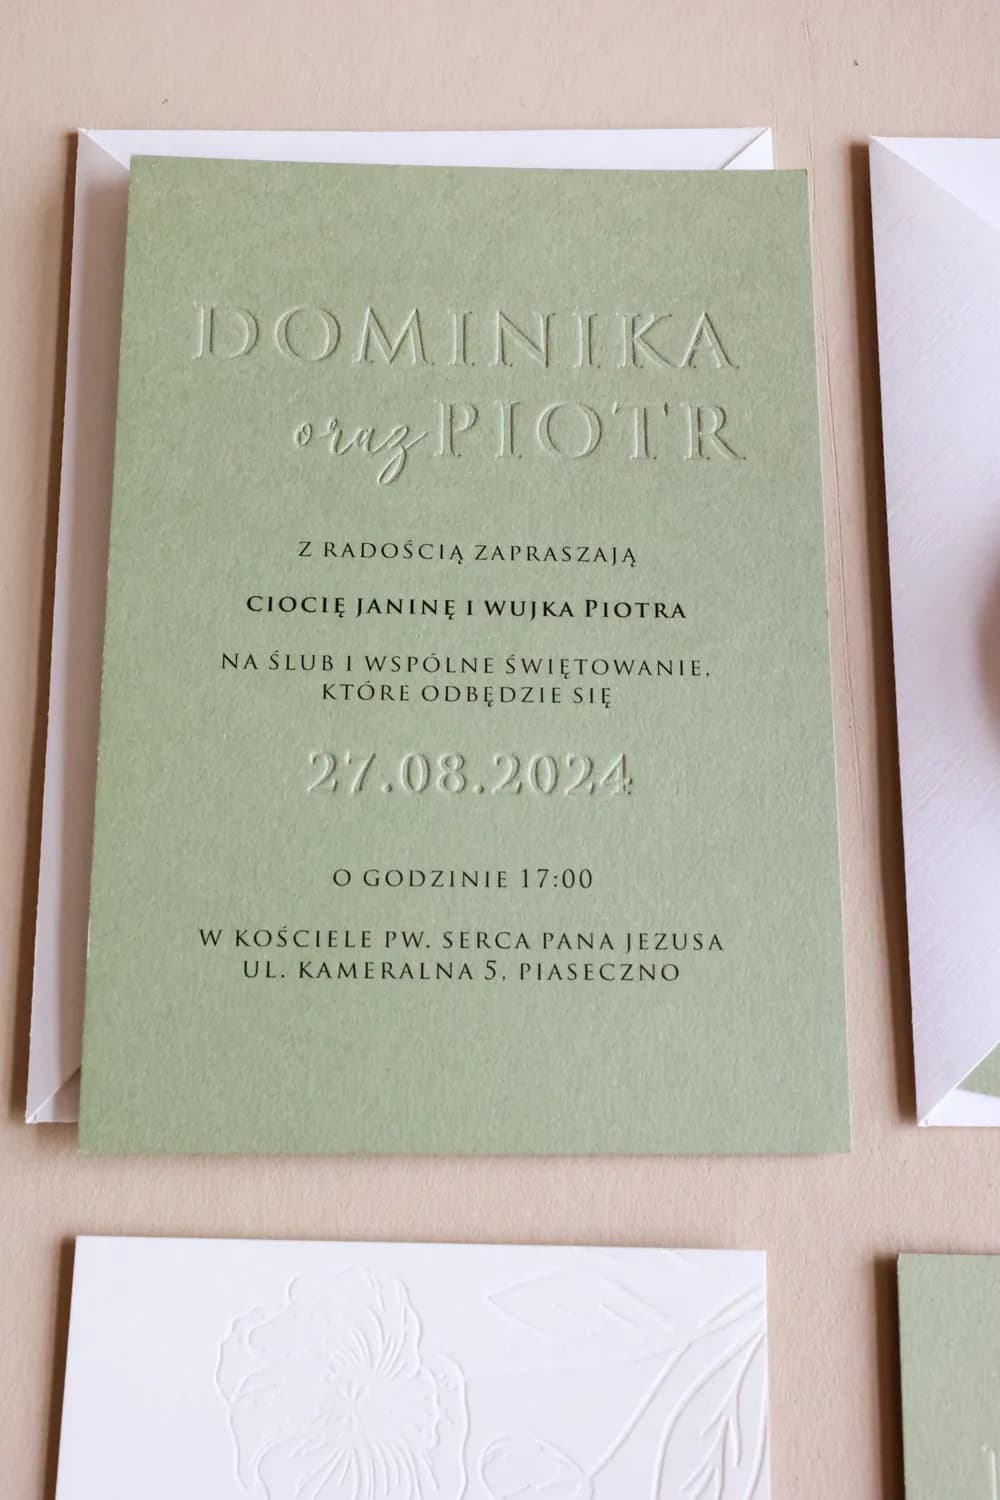 DOMINIKA
oraz PIOTR
Z RADOŚCIĄ ZAPRASZAJĄ
CIOCIĘ JANINĘ I WUJKA PIOTRA
NA ŚLUB I WSPÓLNE ŚWIĘTOWANIE,
KTÓRE ODBĘDZIE SIĘ
27.08.2024
O GODZINIE 17:00
W KOŚCIELE PW. SERCA PANA JEZUSA
UL. KAMERALNA 5, PIASECZNO